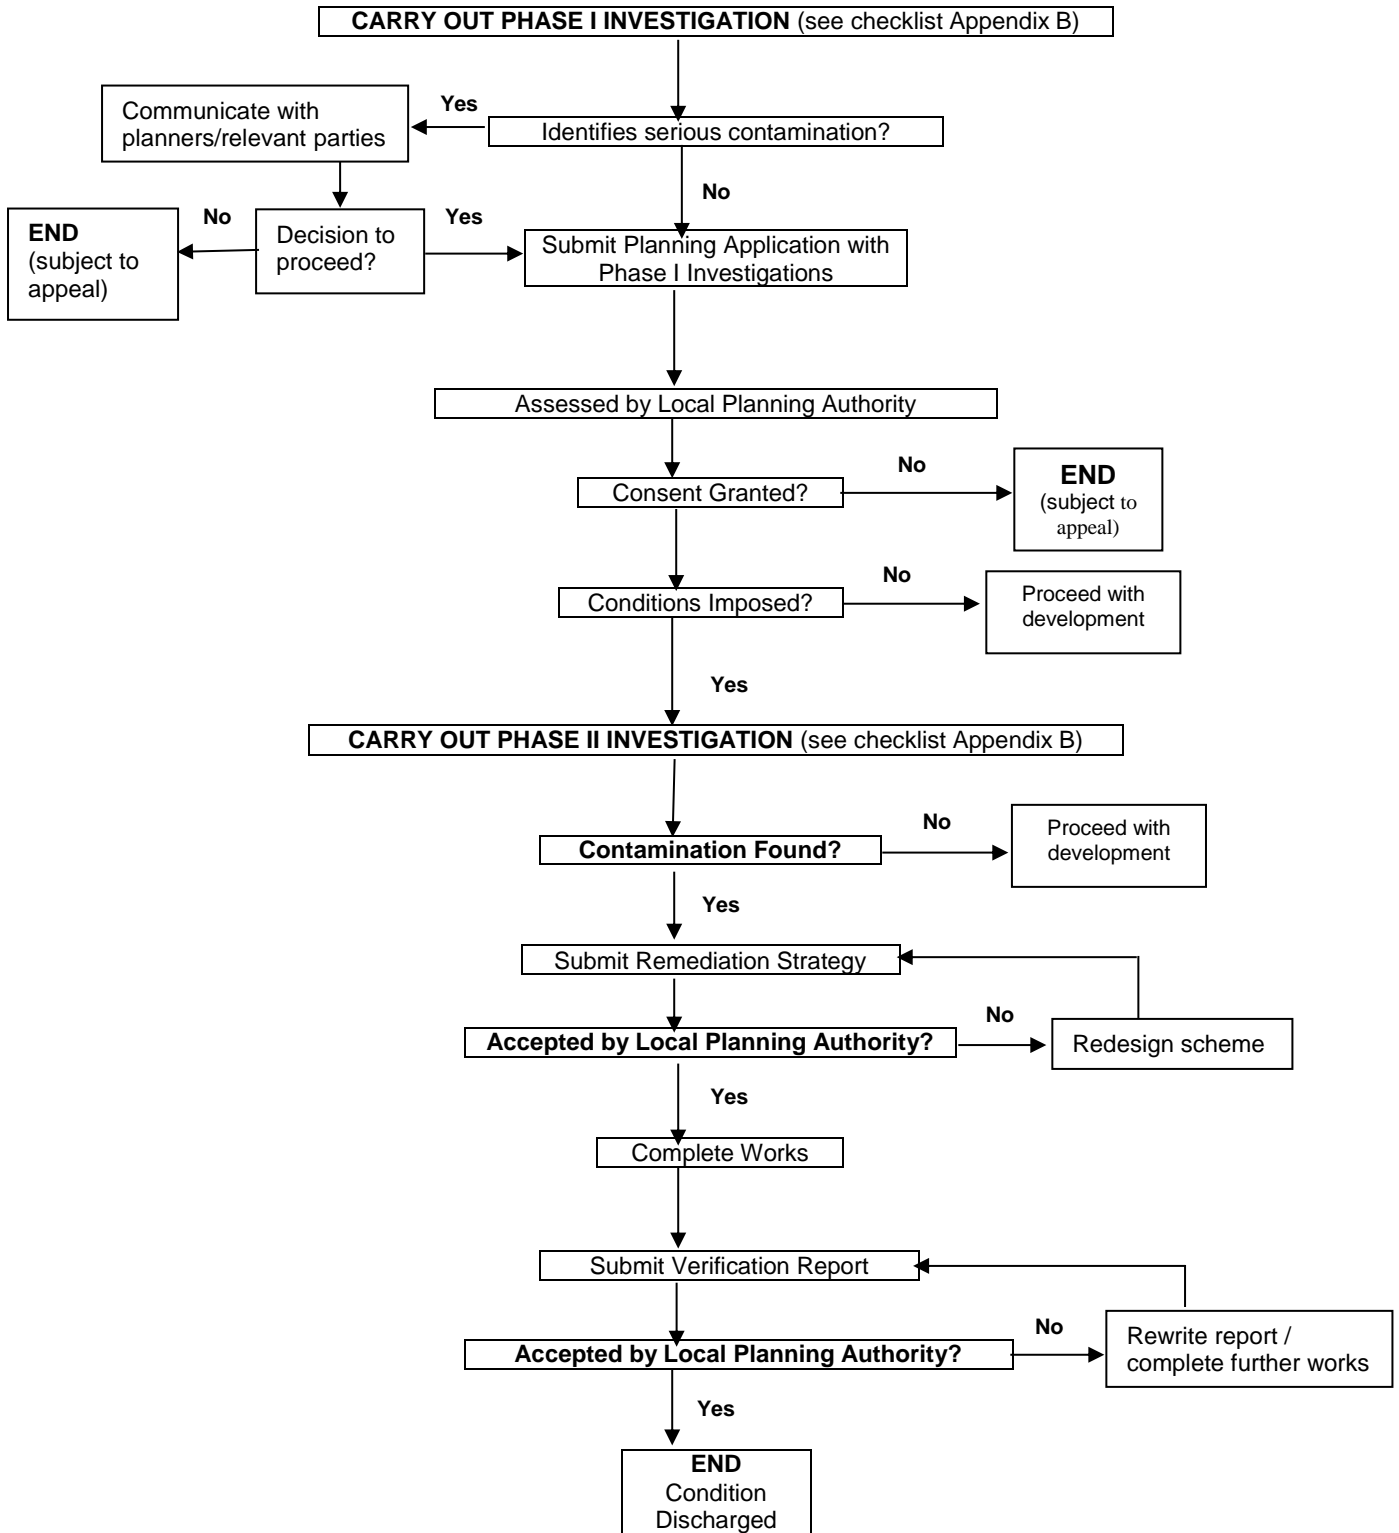 CARRY OUT PHASE I INVESTIGATION (see checklist Appendix B)
Communicate with
planners/relevant parties
Yes
Identifies serious contamination?
No
END
(subject to
appeal)
No
Decision to
proceed?
Yes
Submit Planning Application with
Phase I Investigations
Assessed by Local Planning Authority
Consent Granted?
No
END
(subject to
appeal)
Conditions Imposed?
No
Proceed with
development
Yes
CARRY OUT PHASE II INVESTIGATION (see checklist Appendix B)
Contamination Found?
No
Proceed with
development
Yes
Submit Remediation Strategy
Accepted by Local Planning Authority?
No
Redesign scheme
Yes
Complete Works
Submit Verification Report
Accepted by Local Planning Authority?
No
Rewrite report /
complete further works
Yes
END
Condition
Discharged